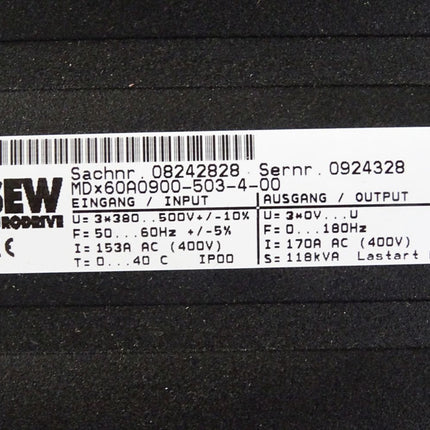 Sachnr. 08242828 Sernr. 0924328
MDx60A0900-503-4-00
SEW
EINGANG / INPUT
AUSGANG / OUTPUT
U= 3*380...500V+/-10%
U= 3*0V...U
F= 50...60Hz +/-5%
F= 0...180Hz
I= 153A AC (400V)
I= 170A AC (400V)
T= 0...40 C IP00
S= 118kVA Lastart
CE